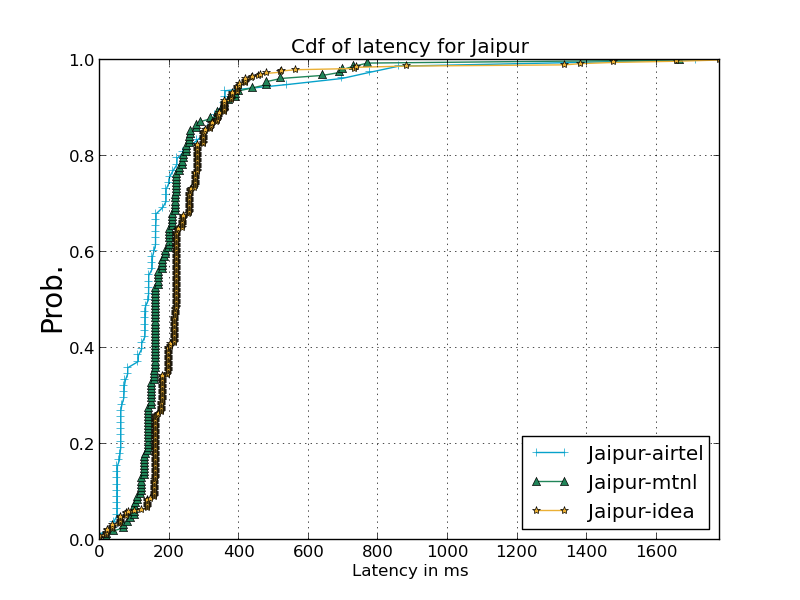 Cdf of latency for Jaipur
1.0
0.8
0.6
0.4
0.2
0.0
Prob.
Jaipur-airtel
Jaipur-mtnl
Jaipur-idea
0 200 400 600 800 1000 1200 1400 1600
Latency in ms